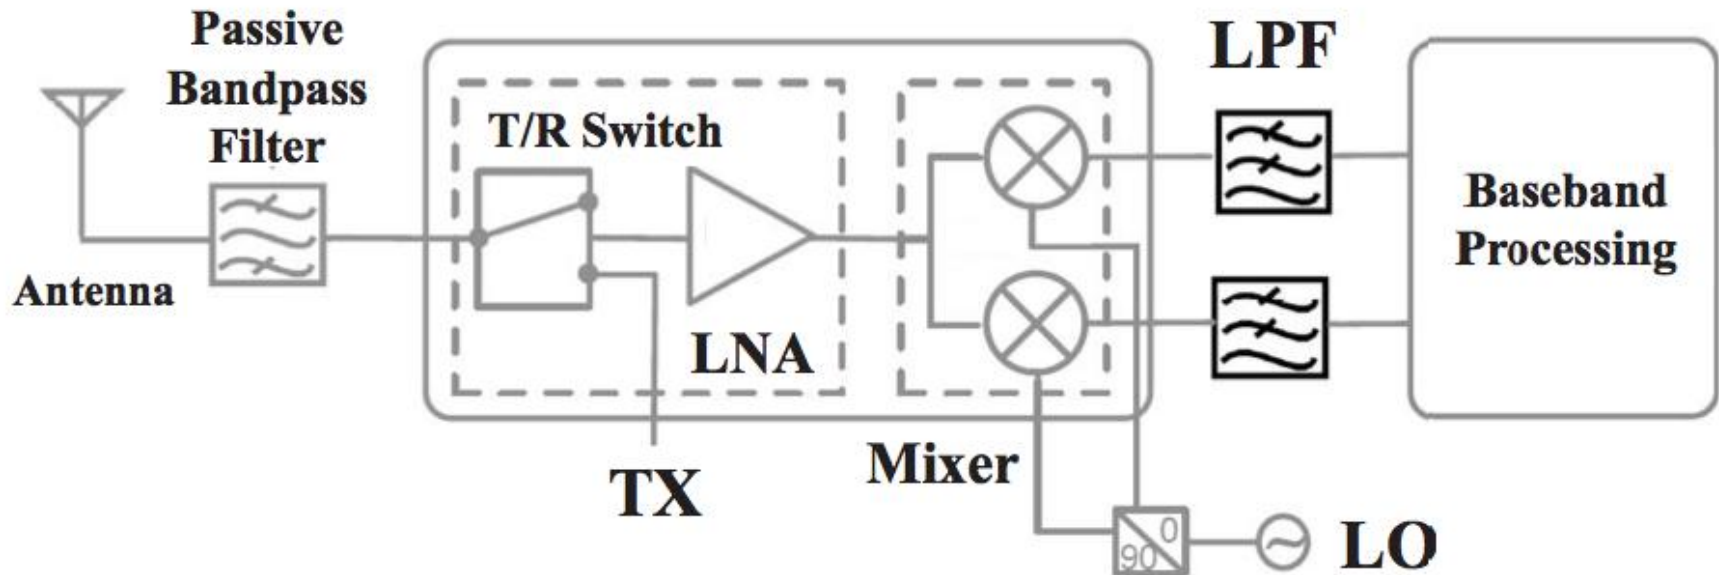 Passive
Bandpass
Filter
Antenna
T/R Switch
LNA
TX
Mixer
LPF
Baseband
Processing
0
90
LO